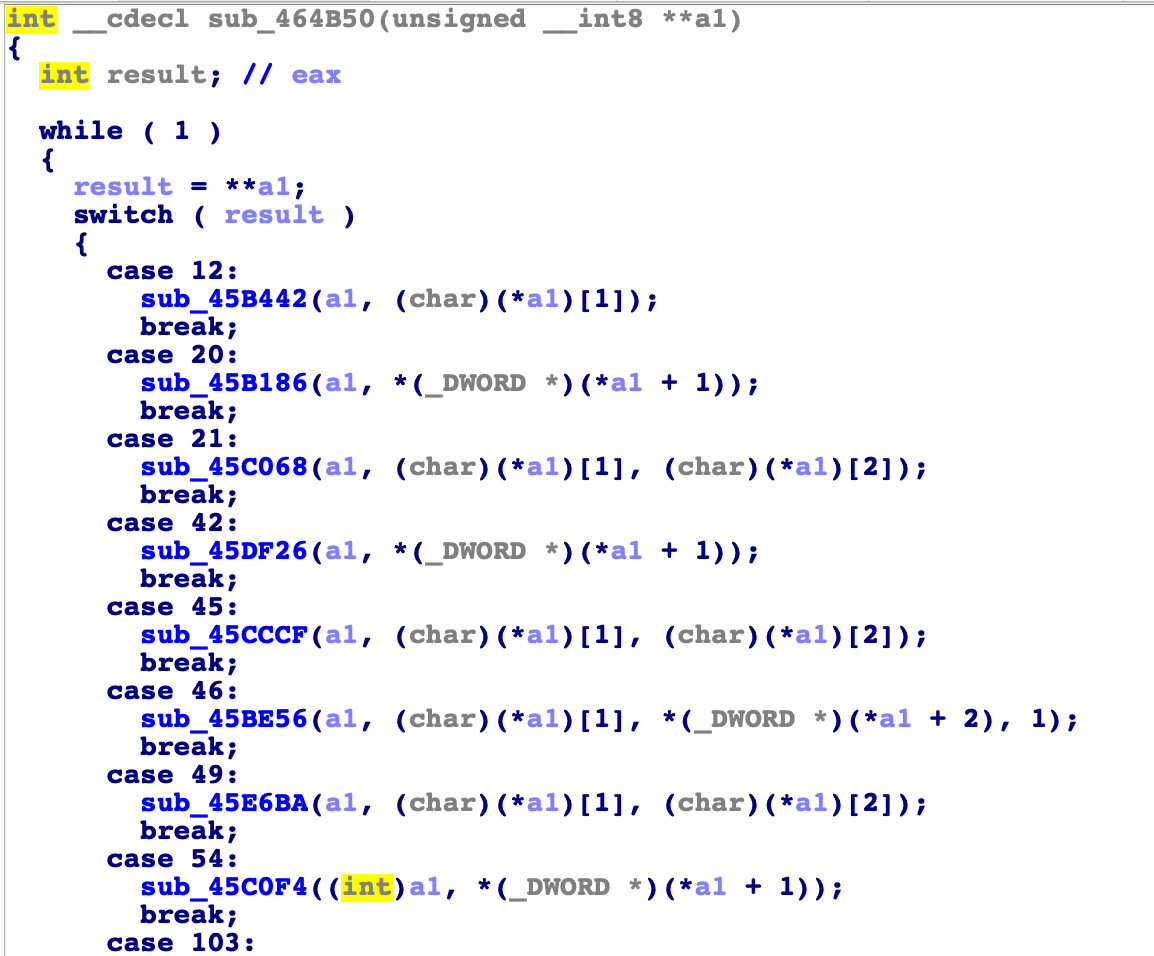 int __cdecl sub_464B50(unsigned __int8 **a1)
{
  int result; // eax

  while ( 1 )
  {
    result = **a1;
    switch ( result )
    {
      case 12:
        sub_45B442(a1, (char)(*a1)[1]);
        break;
      case 20:
        sub_45B186(a1, *(_DWORD *)(*a1 + 1));
        break;
      case 21:
        sub_45C068(a1, (char)(*a1)[1], (char)(*a1)[2]);
        break;
      case 42:
        sub_45DF26(a1, *(_DWORD *)(*a1 + 1));
        break;
      case 45:
        sub_45CCCF(a1, (char)(*a1)[1], (char)(*a1)[2]);
        break;
      case 46:
        sub_45BE56(a1, (char)(*a1)[1], *(_DWORD *)(*a1 + 2), 1);
        break;
      case 49:
        sub_45E6BA(a1, (char)(*a1)[1], (char)(*a1)[2]);
        break;
      case 54:
        sub_45C0F4((int)a1, *(_DWORD *)(*a1 + 1));
        break;
      case 103: